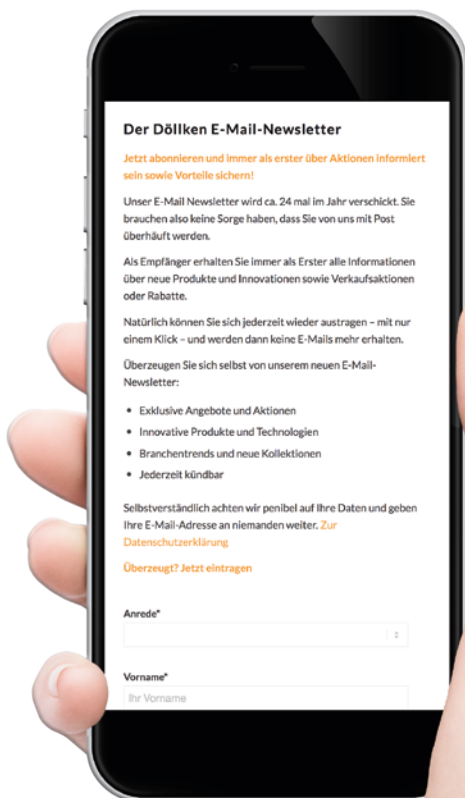 Der Döllken E-Mail-Newsletter
Jetzt abonnieren und immer als erster über Aktionen informiert
sein sowie Vorteile sichern!
Unser E-Mail Newsletter wird ca. 24 mal im Jahr verschickt. Sie
brauchen also keine Sorge haben, dass Sie von uns mit Post
überhäuft werden.
Als Empfänger erhalten Sie immer als Erster alle Informationen
über neue Produkte und Innovationen sowie Verkaufsaktionen
oder Rabatte.
Natürlich können Sie sich jederzeit wieder austragen – mit nur
einem Klick – und werden dann keine E-Mails mehr erhalten.
Überzeugen Sie sich selbst von unserem neuen E-Mail-
Newsletter:
• Exklusive Angebote und Aktionen
• Innovative Produkte und Technologien
• Branchentrends und neue Kollektionen
• Jederzeit kündbar
Selbstverständlich achten wir penibel auf Ihre Daten und geben
Ihre E-Mail-Adresse an niemanden weiter. Zur
Datenschutzerklärung
Überzeugt? Jetzt eintragen
Anrede*
Vorname*
Ihr Vorname